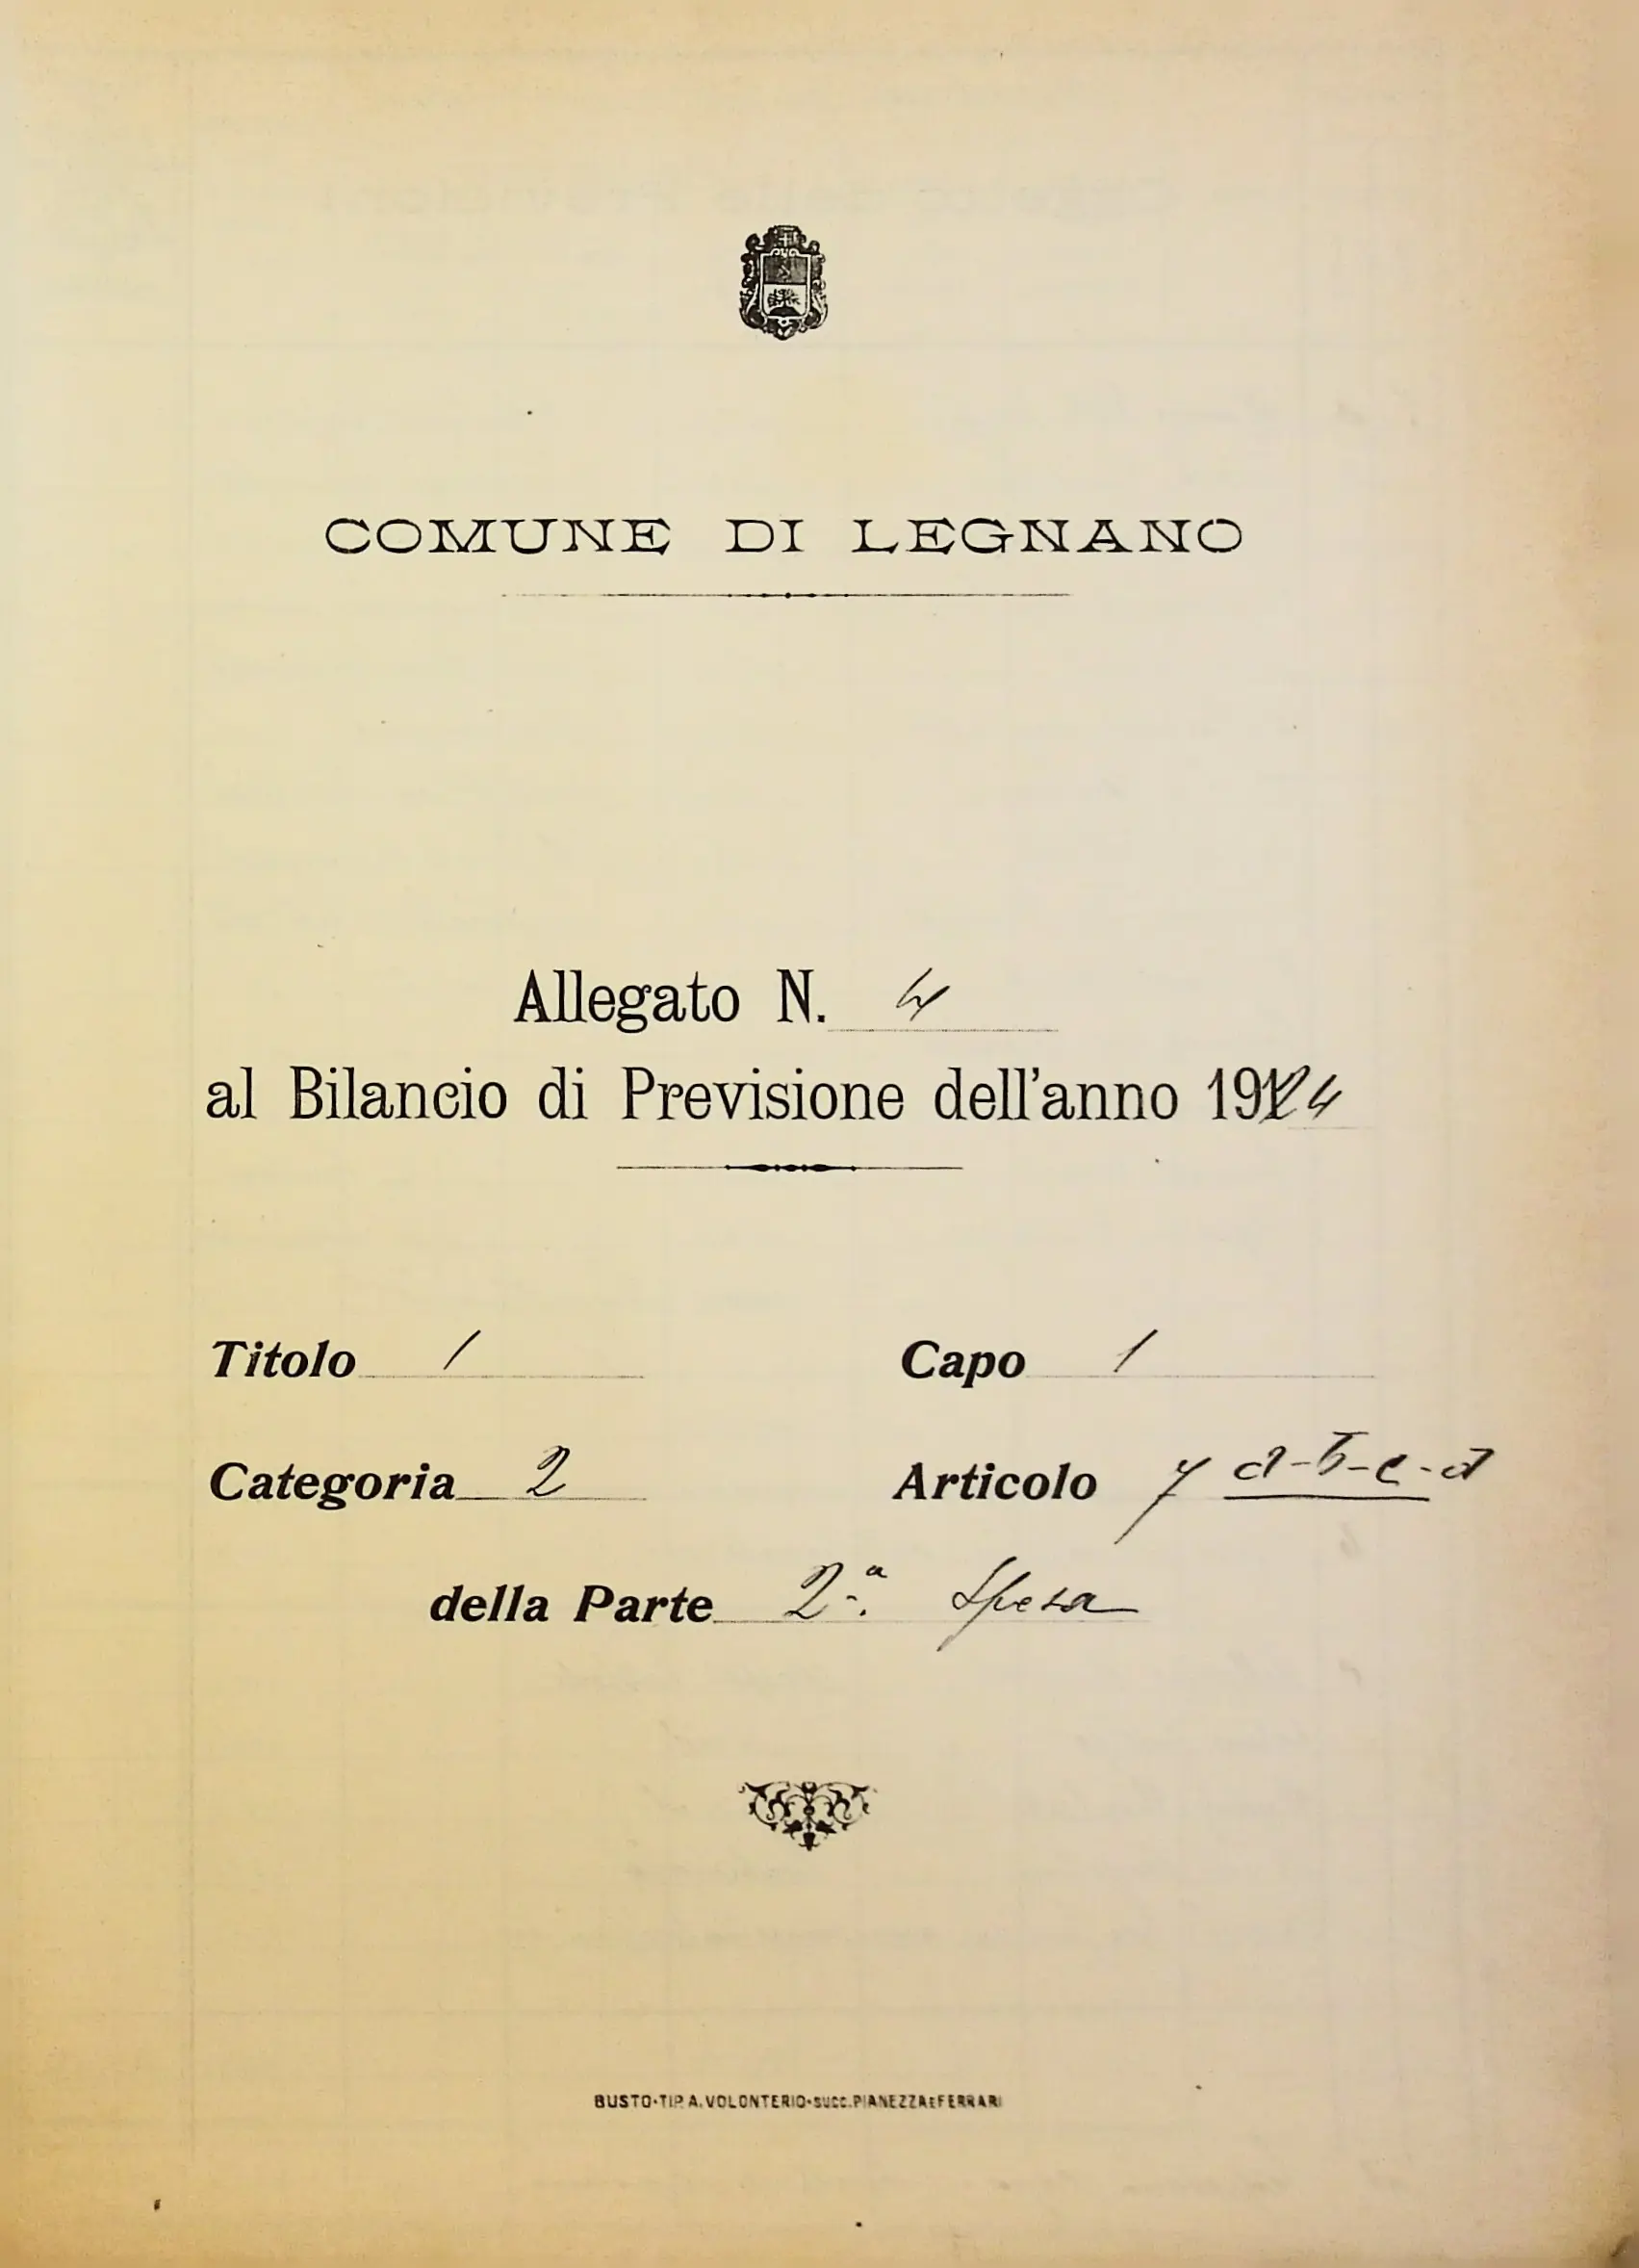 COMUNE DI LEGNANO
Allegato N. 4
al Bilancio di Previsione dell'anno 1924
Titolo 1 Capo 1
Categoria 2 Articolo 7 a-b-c-d
della Parte 2.ª Spesa
BUSTO·TIP. A. VOLONTERIO·SUCC. PIANEZZA E FERRARI